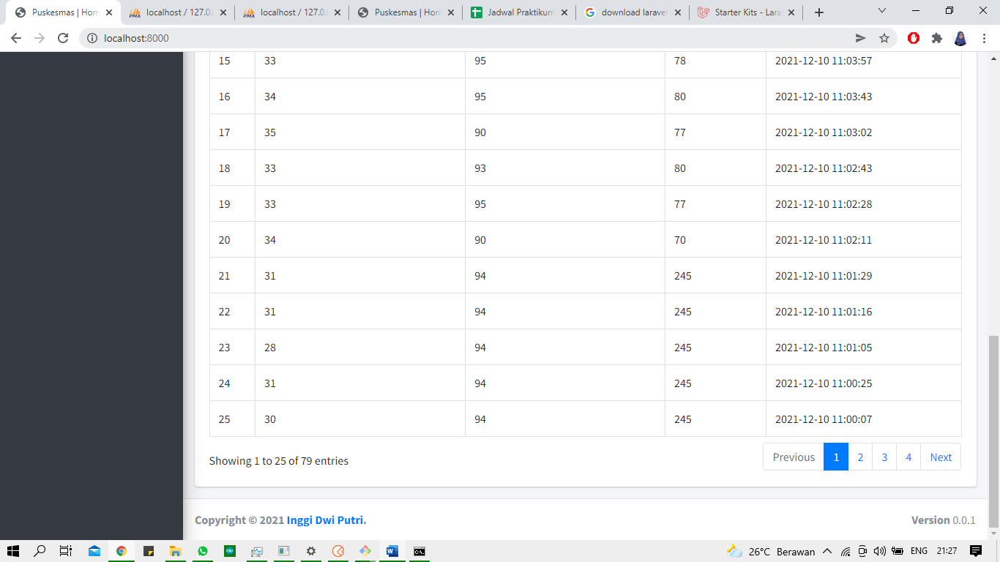 Puskesmas | Hom
localhost / 127.0.
localhost / 127.0.
Puskesmas | Hom
Jadwal Praktikum
download laravel
Starter Kits - Lara
localhost:8000
15 33 95 78 2021-12-10 11:03:57
16 34 95 80 2021-12-10 11:03:43
17 35 90 77 2021-12-10 11:03:02
18 33 93 80 2021-12-10 11:02:43
19 33 95 77 2021-12-10 11:02:28
20 34 90 70 2021-12-10 11:02:11
21 31 94 245 2021-12-10 11:01:29
22 31 94 245 2021-12-10 11:01:16
23 28 94 245 2021-12-10 11:01:05
24 31 94 245 2021-12-10 11:00:25
25 30 94 245 2021-12-10 11:00:07
Showing 1 to 25 of 79 entries
Previous 1 2 3 4 Next
Copyright © 2021 Inggi Dwi Putri.
Version 0.0.1
26°C Berawan ENG 21:27